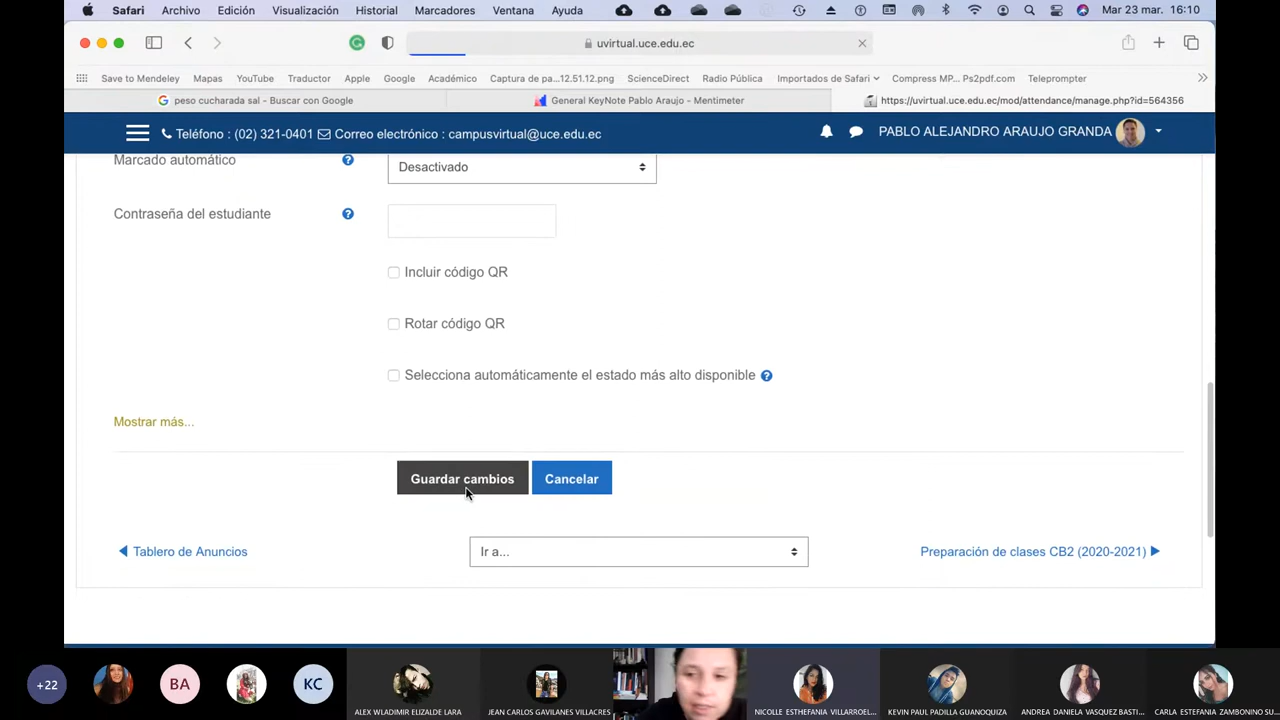 Safari Archivo Edición Visualización Historial Marcadores Ventana Ayuda Mar 23 mar. 16:10
uvirtual.uce.edu.ec
Save to Mendeley Mapas YouTube Traductor Apple Google Académico Captura de pa...12.51.12.png ScienceDirect Radio Pública Importados de Safari Compress MP... Ps2pdf.com Teleprompter
peso cucharada sal - Buscar con Google General KeyNote Pablo Araujo - Mentimeter https://uvirtual.uce.edu.ec/mod/attendance/manage.php?id=564356
Teléfono : (02) 321-0401 Correo electrónico : campusvirtual@uce.edu.ec PABLO ALEJANDRO ARAUJO GRANDA
Marcado automático Desactivado
Contraseña del estudiante
Incluir código QR
Rotar código QR
Selecciona automáticamente el estado más alto disponible
Mostrar más...
Guardar cambios Cancelar
Tablero de Anuncios Ir a... Preparación de clases CB2 (2020-2021)
+22 BA KC
ALEX WLADIMIR ELIZALDE LARA JEAN CARLOS GAVILANES VILLACRES NICOLLE ESTHEFANIA VILLARROEL... KEVIN PAUL PADILLA GUANOQUIZA ANDREA DANIELA VASQUEZ BASTI... CARLA ESTEFANIA ZAMBONINO SU...